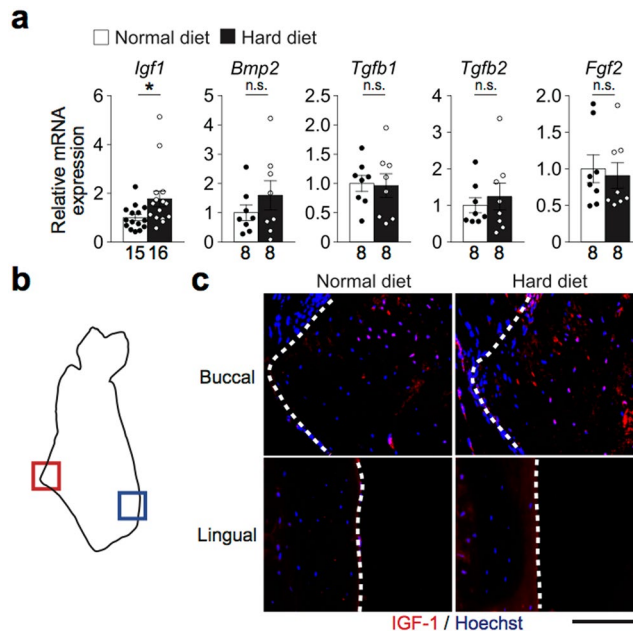 a
Normal diet Hard diet
Igf1 Bmp2 Tgfb1 Tgfb2 Fgf2
* n.s. n.s. n.s. n.s.
Relative mRNA
expression
6 4 2 0
5 4 3 2 1 0
2.5 2.0 1.5 1.0 0.5 0
4 3 2 1 0
2.0 1.5 1.0 0.5 0
15 16 8 8 8 8 8 8 8 8
b
c
Normal diet Hard diet
Buccal
Lingual
IGF-1 / Hoechst